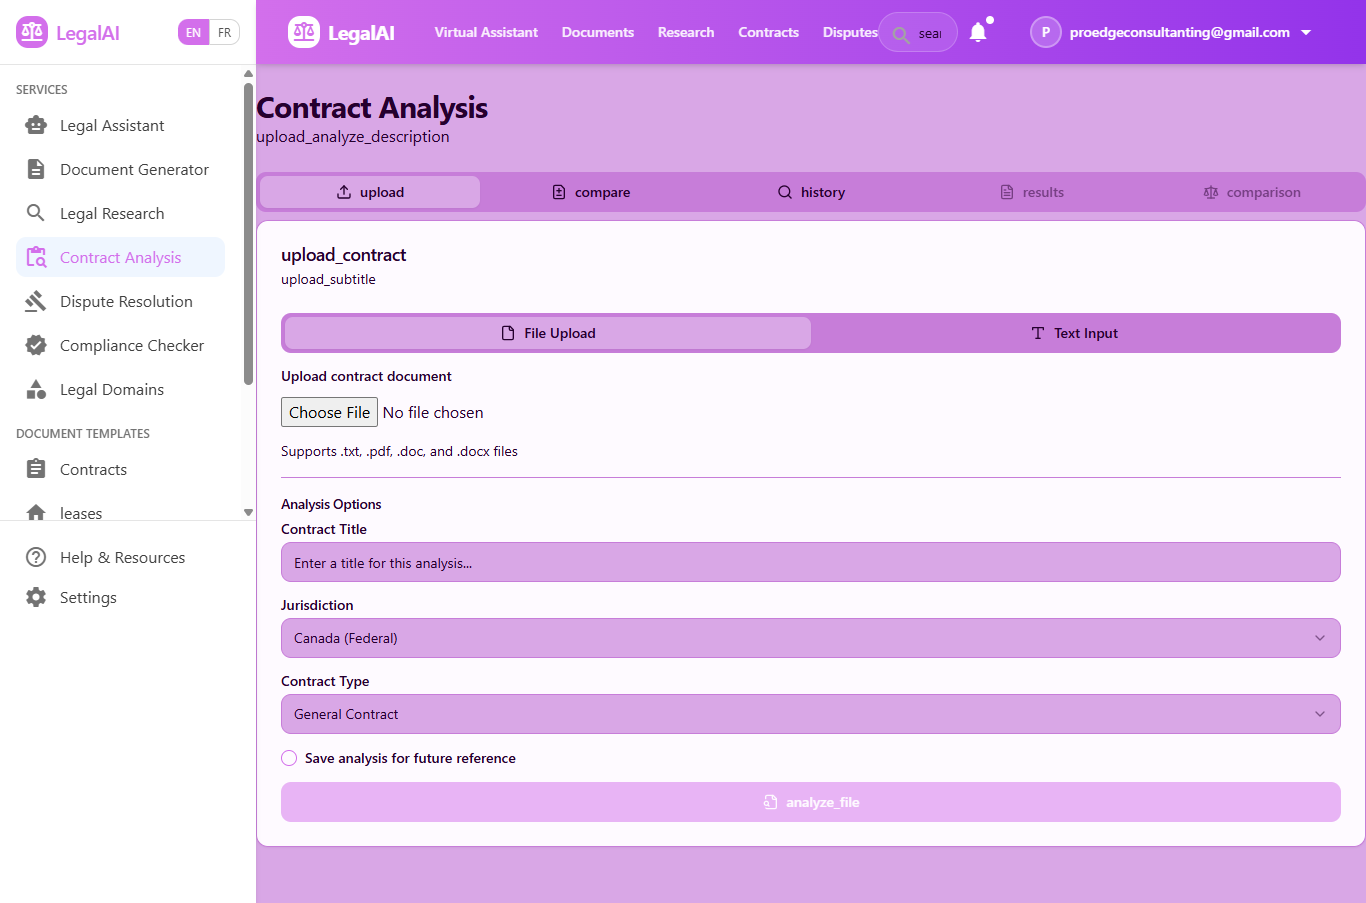 LegalAI
EN FR
LegalAI
Virtual Assistant Documents Research Contracts Disputes
P proedgeconsultanting@gmail.com
SERVICES
Legal Assistant
Document Generator
Legal Research
Contract Analysis
Dispute Resolution
Compliance Checker
Legal Domains
DOCUMENT TEMPLATES
Contracts
leases
Help & Resources
Settings
Contract Analysis
upload_analyze_description
upload compare history results comparison
upload_contract
upload_subtitle
File Upload Text Input
Upload contract document
Choose File No file chosen
Supports .txt, .pdf, .doc, and .docx files
Analysis Options
Contract Title
Enter a title for this analysis...
Jurisdiction
Canada (Federal)
Contract Type
General Contract
Save analysis for future reference
analyze_file